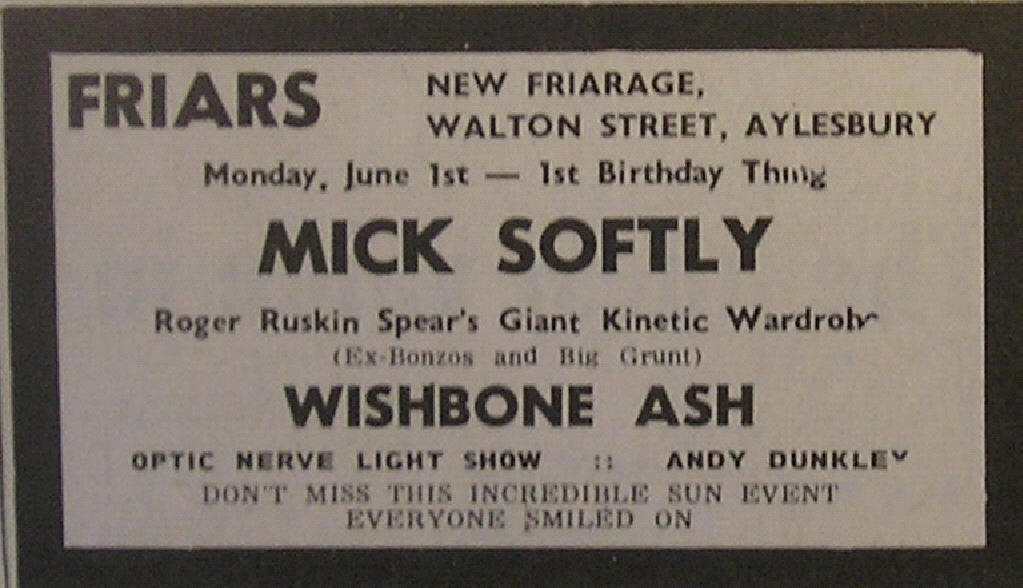 FRIARS
NEW FRIARAGE,
WALTON STREET, AYLESBURY
Monday, June 1st — 1st Birthday Thing
MICK SOFTLY
Roger Ruskin Spear's Giant Kinetic Wardrobe
(Ex-Bonzos and Big Grunt)
WISHBONE ASH
OPTIC NERVE LIGHT SHOW :: ANDY DUNKLEY
DON'T MISS THIS INCREDIBLE SUN EVENT
EVERYONE SMILED ON